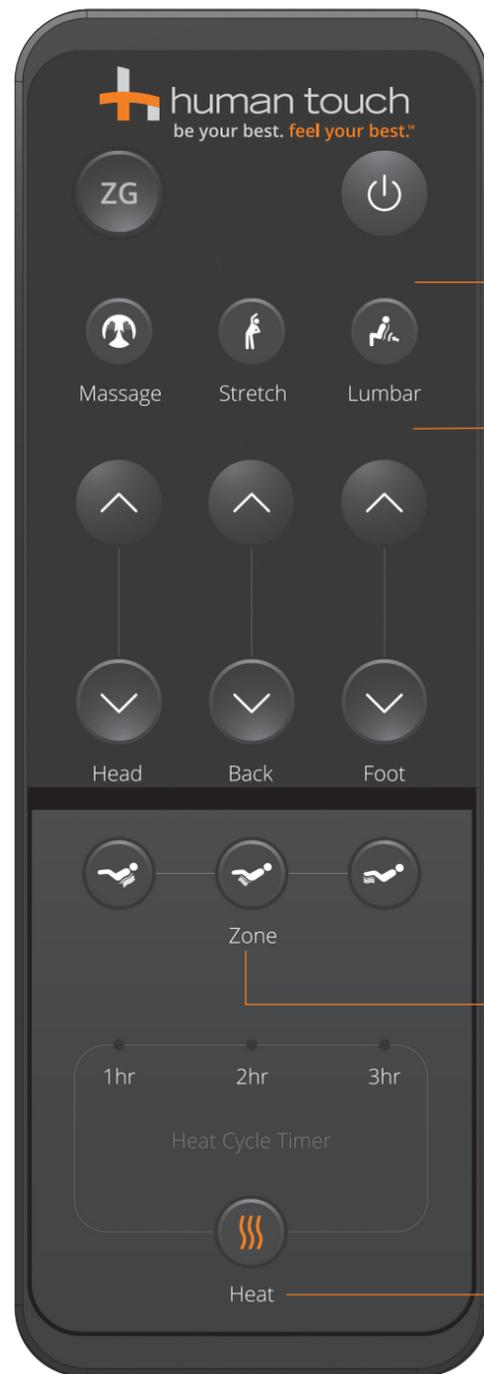 human touch
be your best. feel your best.™
ZG
Massage Stretch Lumbar
Head Back Foot
Zone
1hr 2hr 3hr
Heat Cycle Timer
Heat